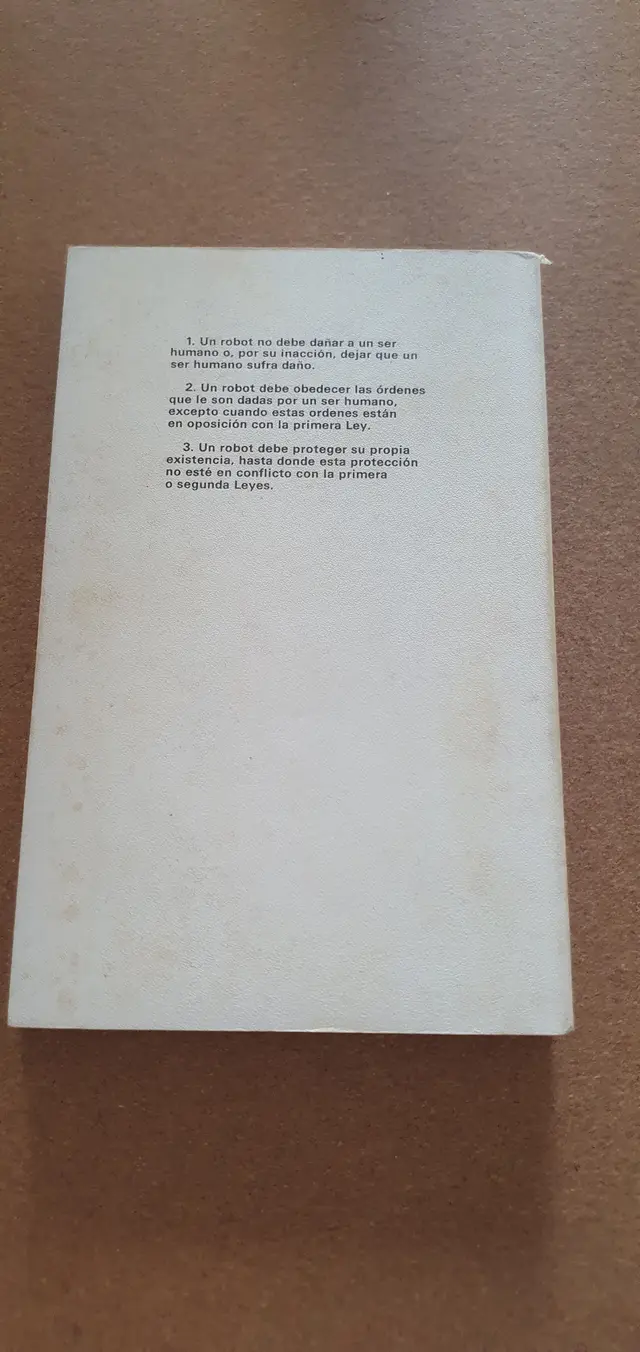 1. Un robot no debe dañar a un ser
humano o, por su inacción, dejar que un
ser humano sufra daño.
2. Un robot debe obedecer las órdenes
que le son dadas por un ser humano,
excepto cuando estas ordenes están
en oposición con la primera Ley.
3. Un robot debe proteger su propia
existencia, hasta donde esta protección
no esté en conflicto con la primera
o segunda Leyes.